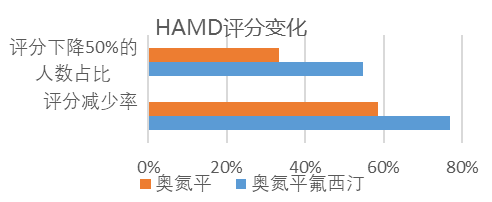 HAMD评分变化
评分下降50%的
人数占比
评分减少率
0% 20% 40% 60% 80%
奥氮平 奥氮平氟西汀